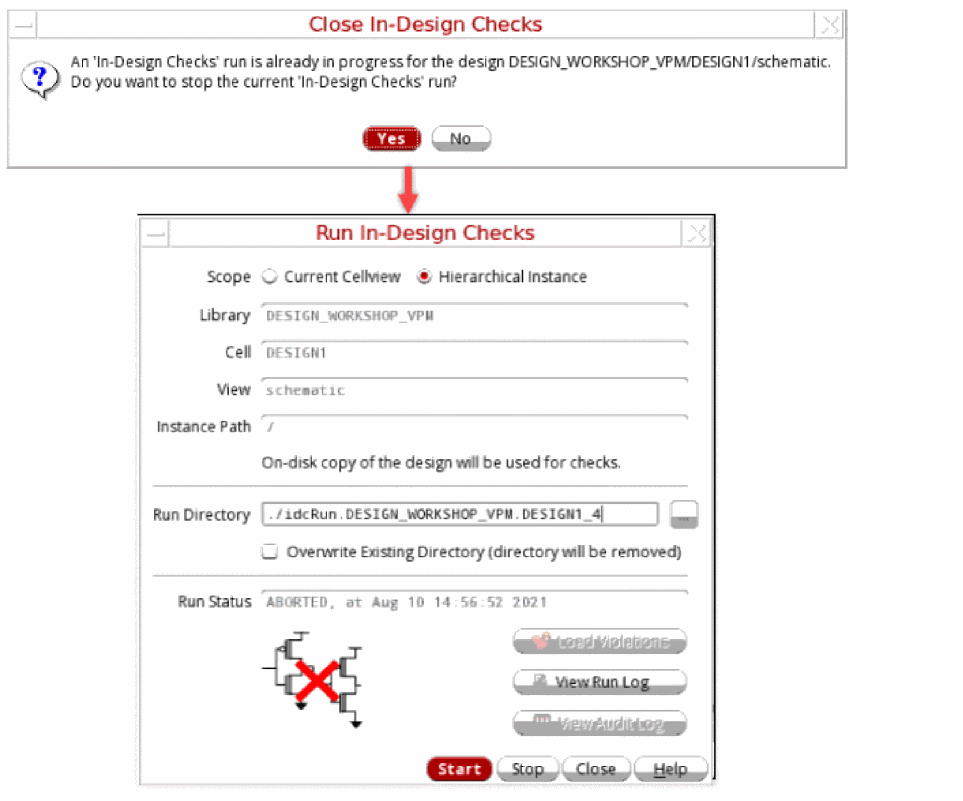 Close In-Design Checks
An 'In-Design Checks' run is already in progress for the design DESIGN_WORKSHOP_VPM/DESIGN1/schematic.
Do you want to stop the current 'In-Design Checks' run?
Yes No
Run In-Design Checks
Scope Current Cellview Hierarchical Instance
Library DESIGN_WORKSHOP_VPM
Cell DESIGN1
View schematic
Instance Path /
On-disk copy of the design will be used for checks.
Run Directory ./idcRun.DESIGN_WORKSHOP_VPM.DESIGN1_4 ...
Overwrite Existing Directory (directory will be removed)
Run Status ABORTED, at Aug 10 14:56:52 2021
Load Violations
View Run Log
View Audit Log
Start Stop Close Help